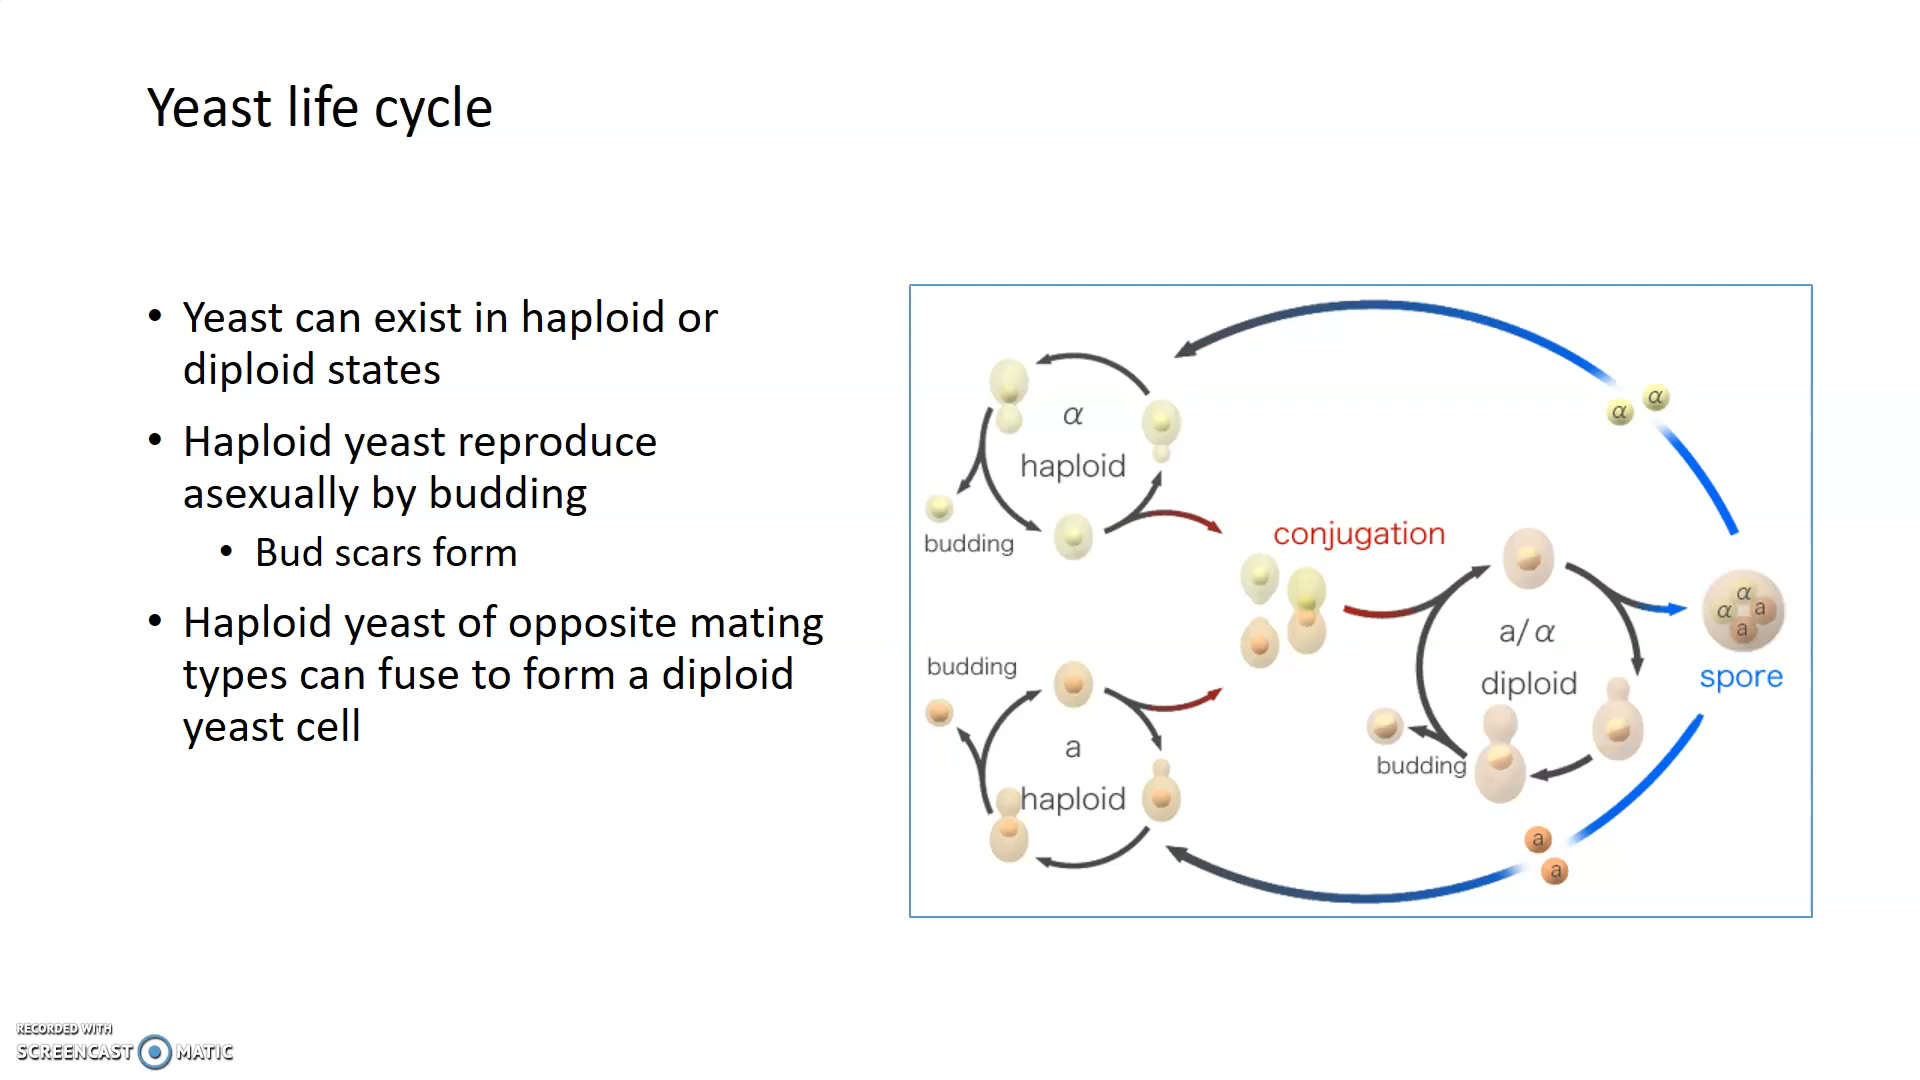 Yeast life cycle
• Yeast can exist in haploid or
diploid states
• Haploid yeast reproduce
asexually by budding
• Bud scars form
• Haploid yeast of opposite mating
types can fuse to form a diploid
yeast cell
α
haploid
budding
conjugation
budding
a
haploid
a/α
diploid
budding
α
α
α
α
a
a
spore
a
a
RECORDED WITH
SCREENCAST MATIC